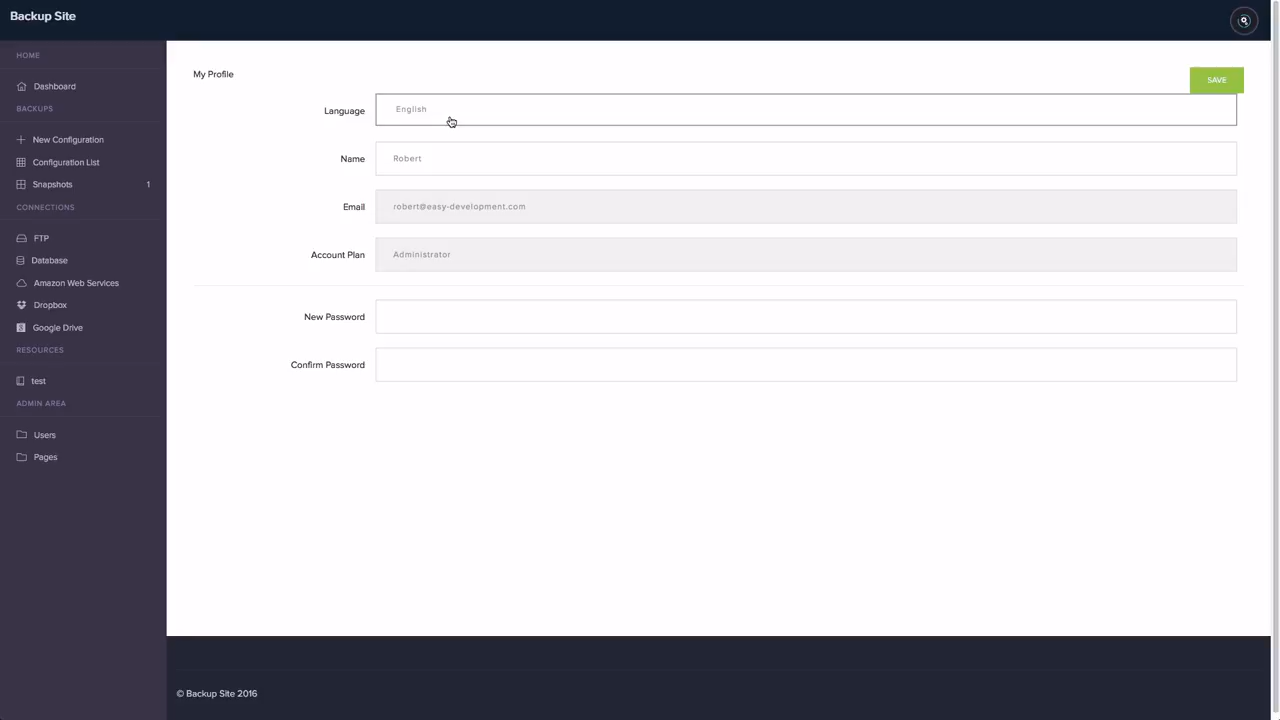 Backup Site
HOME
Dashboard
BACKUPS
New Configuration
Configuration List
Snapshots 1
CONNECTIONS
FTP
Database
Amazon Web Services
Dropbox
Google Drive
RESOURCES
test
ADMIN AREA
Users
Pages
My Profile
SAVE
Language English
Name Robert
Email robert@easy-development.com
Account Plan Administrator
New Password
Confirm Password
© Backup Site 2016